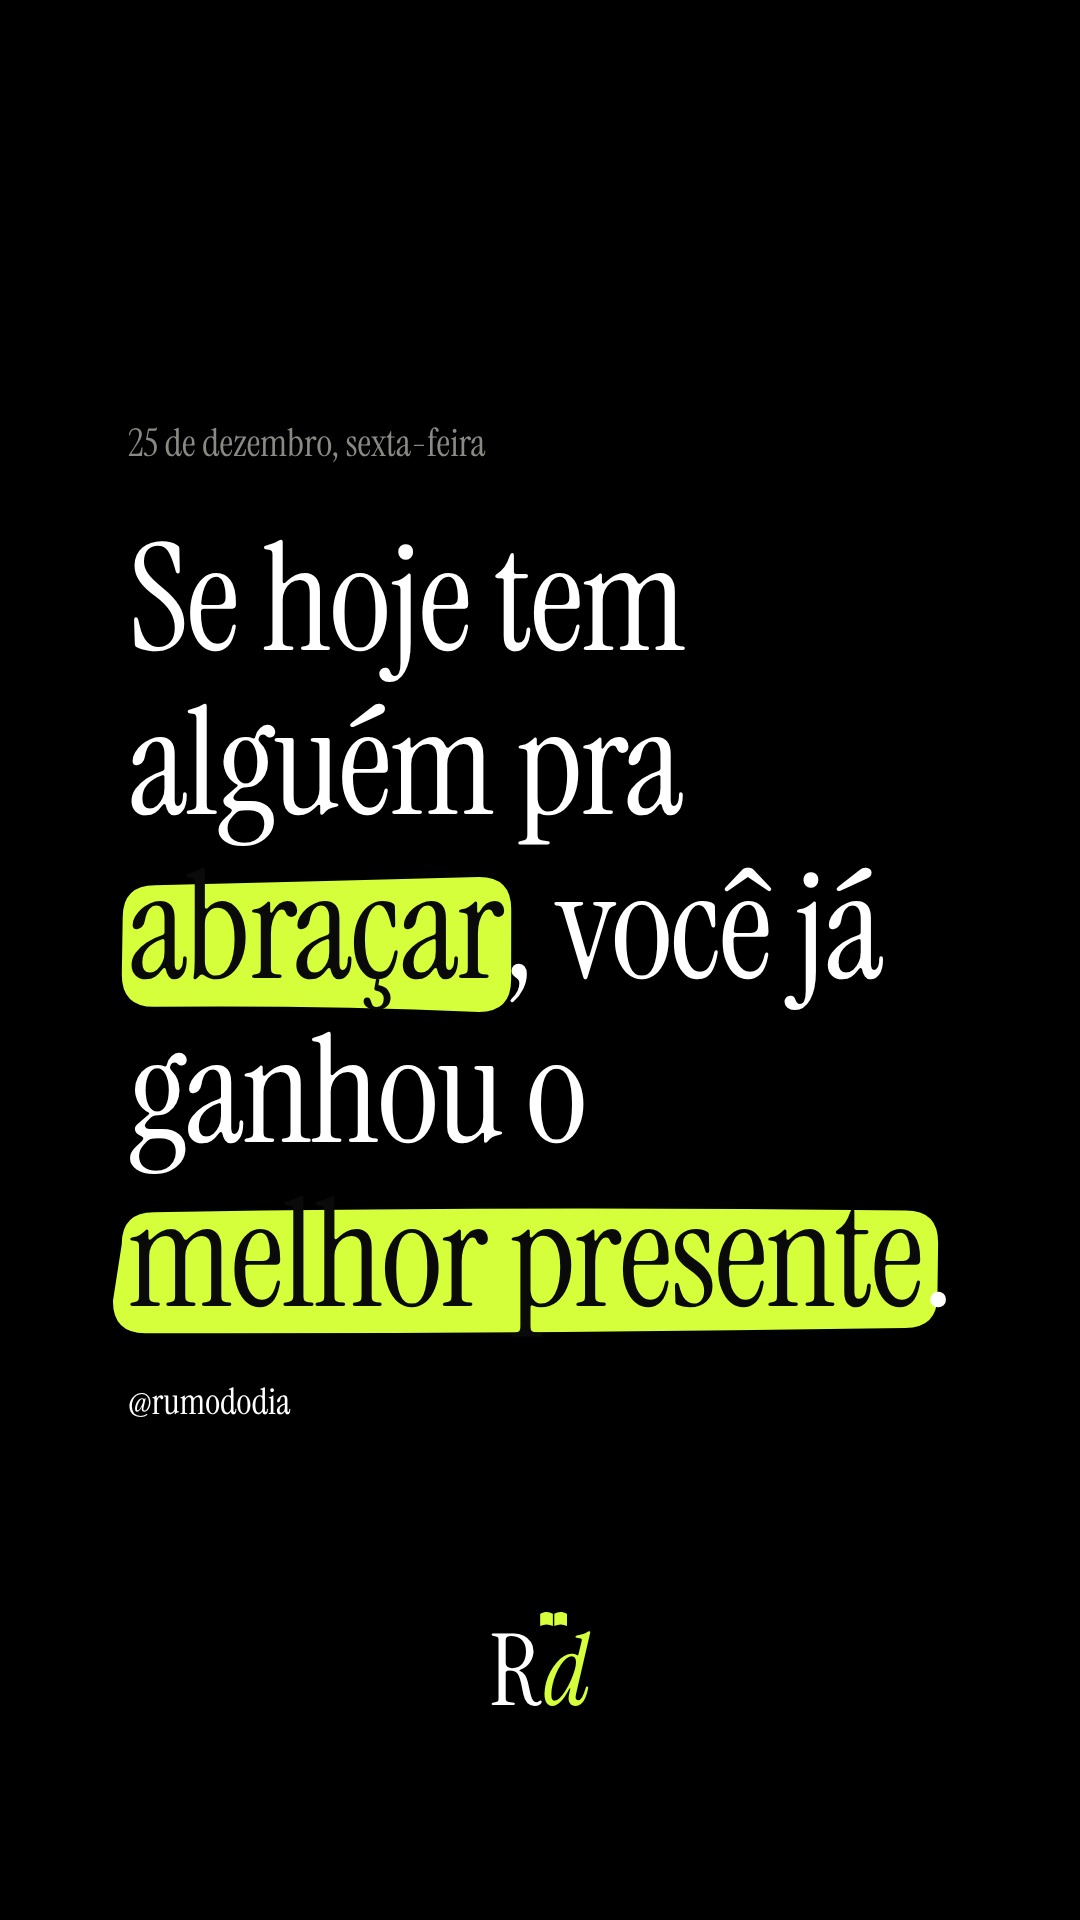 25 de dezembro, sexta-feira
Se hoje tem
alguém pra
abraçar, você já
ganhou o
melhor presente.
@rumododia
Rd